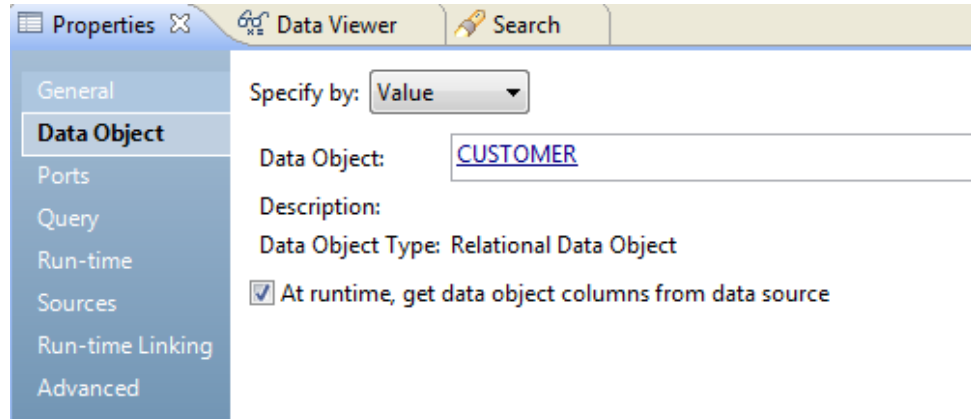 Properties Data Viewer Search
General
Data Object
Ports
Query
Run-time
Sources
Run-time Linking
Advanced
Specify by: Value
Data Object: CUSTOMER
Description:
Data Object Type: Relational Data Object
At runtime, get data object columns from data source